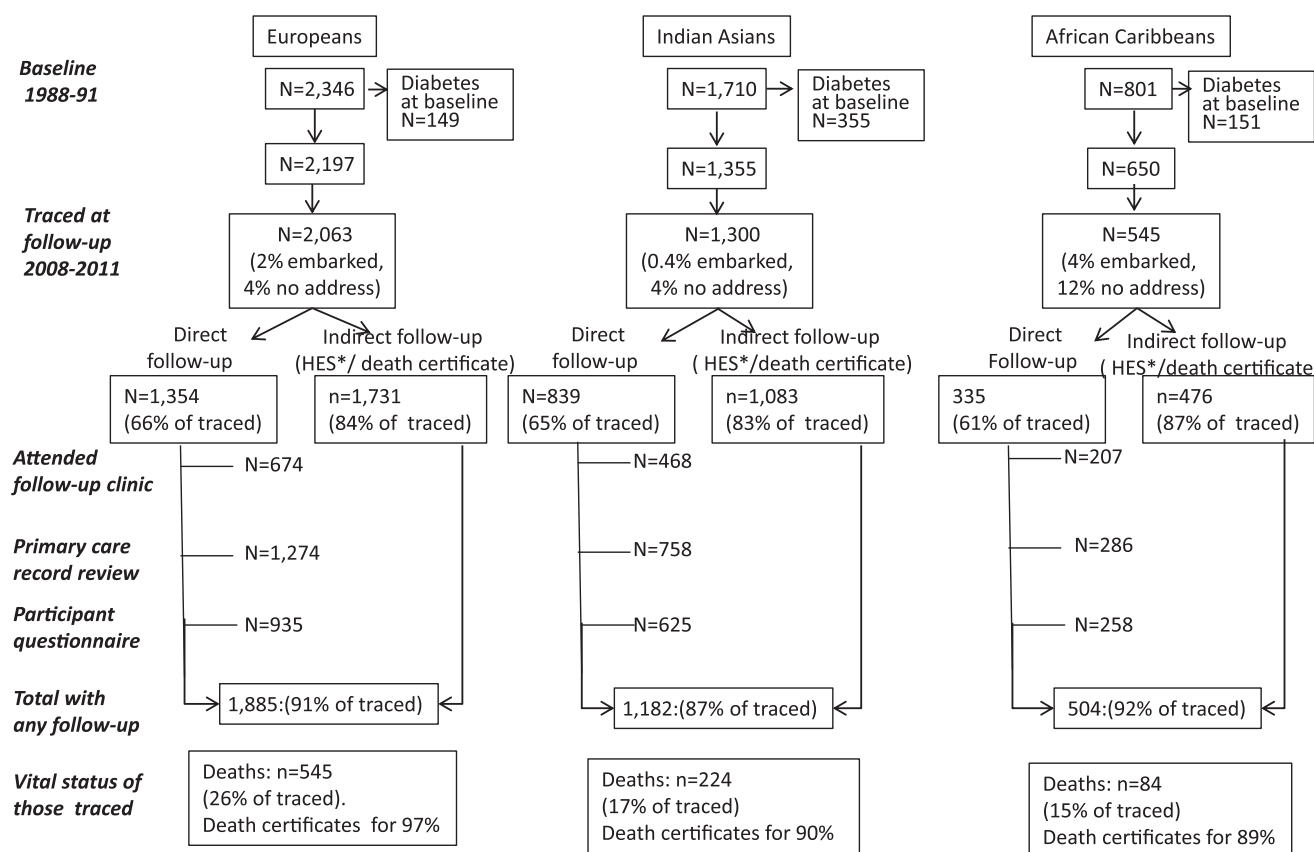 Europeans
Indian Asians
African Caribbeans
Baseline
1988-91
N=2,346
Diabetes
at baseline
N=149
N=1,710
Diabetes
at baseline
N=355
N=801
Diabetes
at baseline
N=151
N=2,197
N=1,355
N=650
Traced at
follow-up
2008-2011
N=2,063
(2% embarked,
4% no address)
N=1,300
(0.4% embarked,
4% no address)
N=545
(4% embarked,
12% no address)
Direct
follow-up
Indirect follow-up
(HES*/ death certificate)
Direct
follow-up
Indirect follow-up
( HES*/death certificate)
Direct
Follow-up
Indirect follow-up
( HES*/death certificate
N=1,354
(66% of traced)
n=1,731
(84% of traced)
N=839
(65% of traced)
n=1,083
(83% of traced)
335
(61% of traced)
n=476
(87% of traced)
Attended
follow-up clinic
N=674
N=468
N=207
Primary care
record review
N=1,274
N=758
N=286
Participant
questionnaire
N=935
N=625
N=258
Total with
any follow-up
1,885:(91% of traced)
1,182:(87% of traced)
504:(92% of traced)
Vital status of
those traced
Deaths: n=545
(26% of traced).
Death certificates for 97%
Deaths: n=224
(17% of traced)
Death certificates for 90%
Deaths: n=84
(15% of traced)
Death certificates for 89%